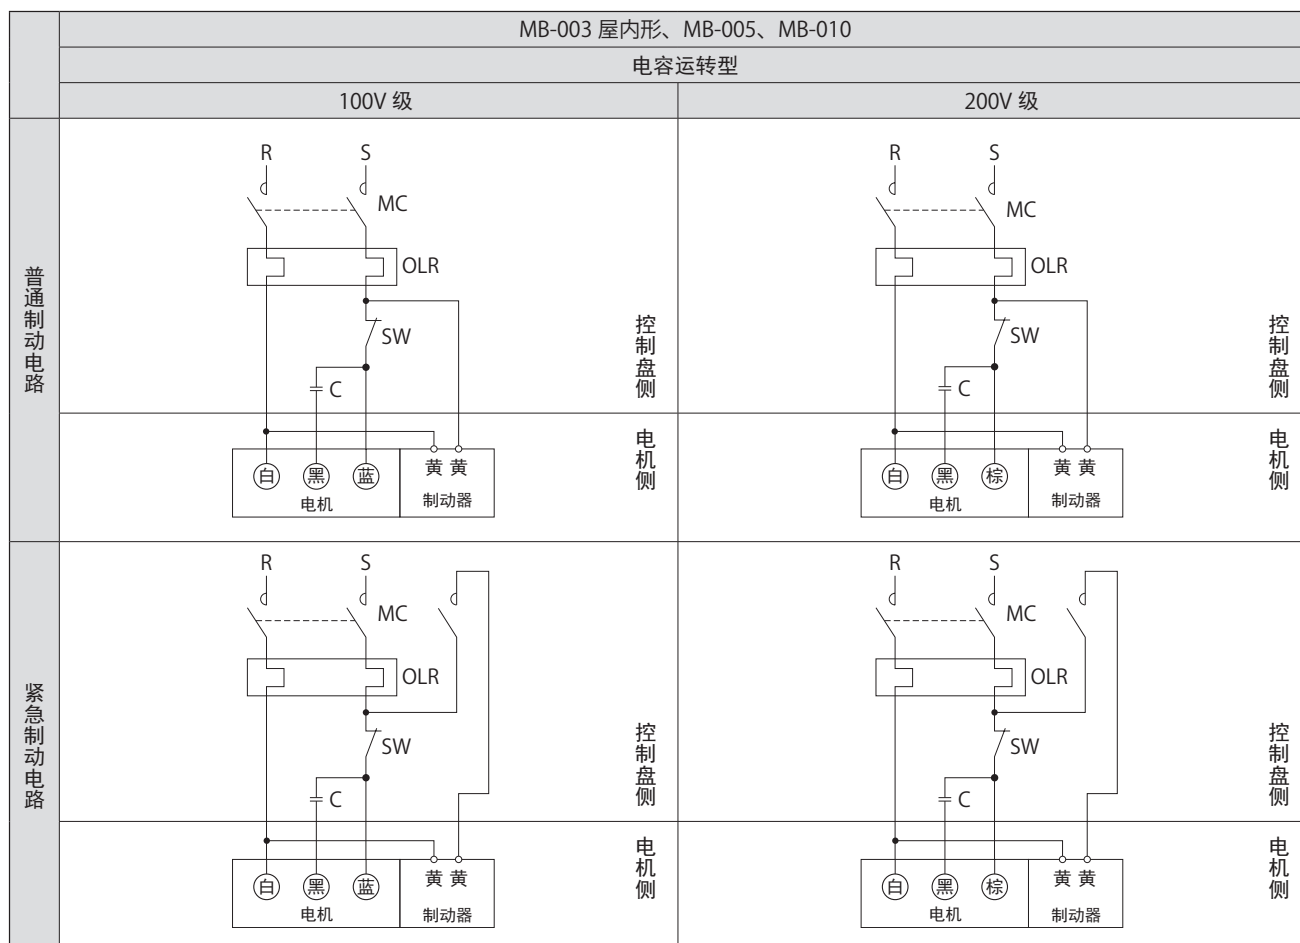 MB-003 屋内形、MB-005、MB-010
电容运转型
100V 级
200V 级
普通制动电路
R S
MC
OLR
SW
C
控制盘侧
电机侧
白 黑 蓝 黄 黄
电机 制动器
R S
MC
OLR
SW
C
控制盘侧
电机侧
白 黑 棕 黄 黄
电机 制动器
紧急制动电路
R S
MC
OLR
SW
C
控制盘侧
电机侧
白 黑 蓝 黄 黄
电机 制动器
R S
MC
OLR
SW
C
控制盘侧
电机侧
白 黑 棕 黄 黄
电机 制动器